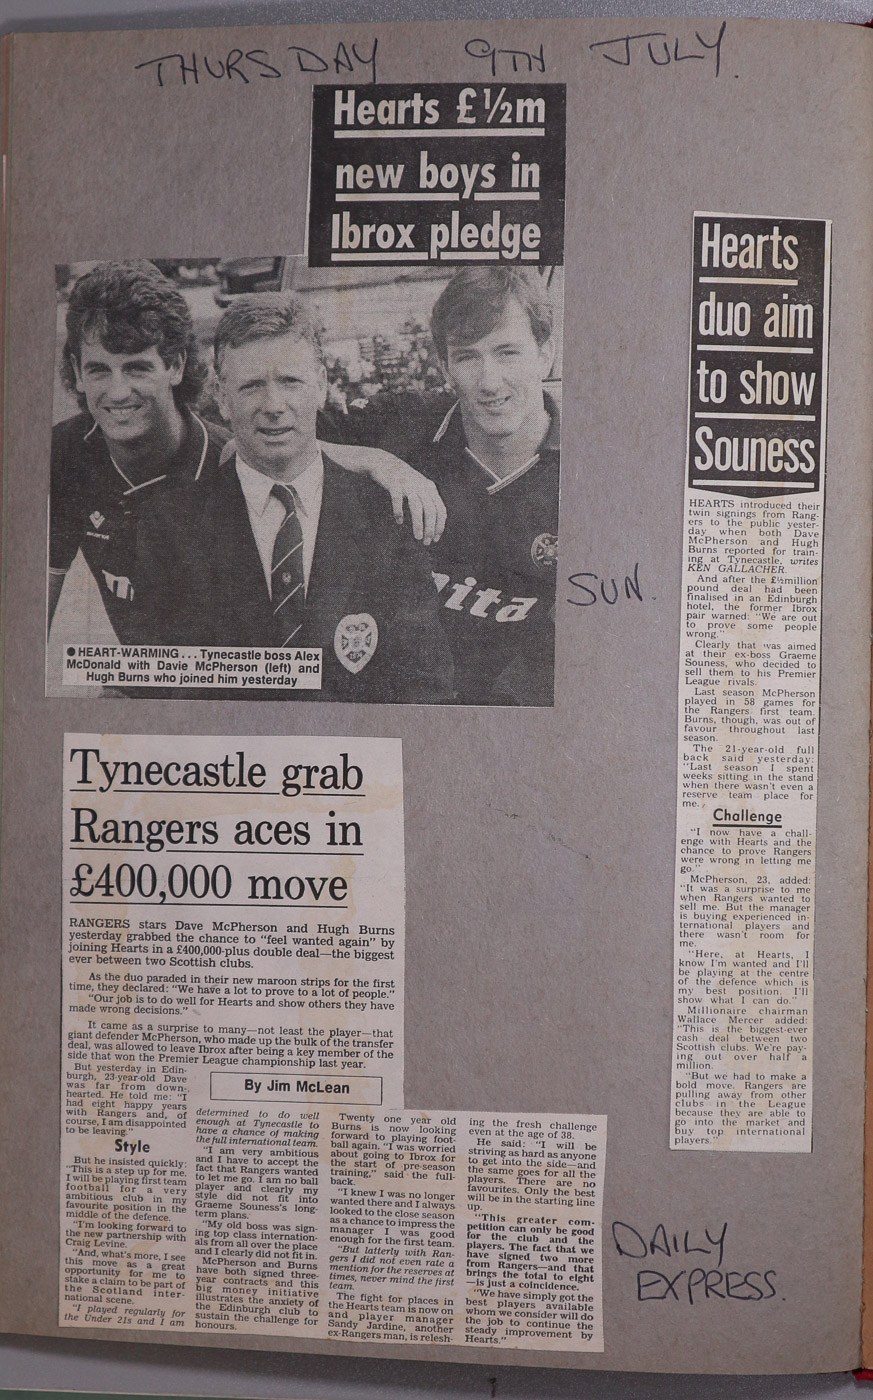 THURSDAY 9TH JULY.
Hearts £½m
new boys in
Ibrox pledge
ita
● HEART-WARMING... Tynecastle boss Alex
McDonald with Davie McPherson (left) and
Hugh Burns who joined him yesterday
SUN.
Hearts
duo aim
to show
Souness
HEARTS introduced their
twin signings from Rang-
ers to the public yester-
day when both Dave
McPherson and Hugh
Burns reported for train-
ing at Tynecastle, writes
KEN GALLACHER.
And after the £½million
pound deal had been
finalised in an Edinburgh
hotel, the former Ibrox
pair warned: "We are out
to prove some people
wrong."
Clearly that was aimed
at their ex-boss Graeme
Souness, who decided to
sell them to his Premier
League rivals.
Last season McPherson
played in 58 games for
the Rangers first team.
Burns, though, was out of
favour throughout last
season.
The 21-year-old full
back said yesterday:
"Last season I spent
weeks sitting in the stand
when there wasn't even a
reserve team place for
me.
Challenge
"I now have a chall-
enge with Hearts and the
chance to prove Rangers
were wrong in letting me
go."
McPherson, 23, added:
"It was a surprise to me
when Rangers wanted to
sell me. But the manager
is buying experienced in-
ternational players and
there wasn't room for
me.
"Here, at Hearts, I
know I'm wanted and I'll
be playing at the centre
of the defence which is
my best position. I'll
show what I can do."
Millionaire chairman
Wallace Mercer added:
"This is the biggest-ever
cash deal between two
Scottish clubs. We're pay-
ing out over half a
million.
"But we had to make a
bold move. Rangers are
pulling away from other
clubs in the League
because they are able to
go into the market and
buy top international
players."
Tynecastle grab
Rangers aces in
£400,000 move
RANGERS stars Dave McPherson and Hugh Burns
yesterday grabbed the chance to "feel wanted again" by
joining Hearts in a £400,000-plus double deal—the biggest
ever between two Scottish clubs.
As the duo paraded in their new maroon strips for the first
time, they declared: "We have a lot to prove to a lot of people."
"Our job is to do well for Hearts and show others they have
made wrong decisions."
It came as a surprise to many—not least the player—that
giant defender McPherson, who made up the bulk of the transfer
deal, was allowed to leave Ibrox after being a key member of the
side that won the Premier League championship last year.
By Jim McLean
But yesterday in Edin-
burgh, 23-year-old Dave
was far from down-
hearted. He told me: "I
had eight happy years
with Rangers and, of
course, I am disappointed
to be leaving."
Style
But he insisted quickly:
"This is a step up for me.
I will be playing first team
football for a very
ambitious club in my
favourite position in the
middle of the defence.
"I'm looking forward to
the new partnership with
Craig Levine.
"And, what's more, I see
this move as a great
opportunity for me to
stake a claim to be part of
the Scotland inter-
national scene.
"I played regularly for
the Under 21s and I am
determined to do well
enough at Tynecastle to
have a chance of making
the full international team.
"I am very ambitious
and I have to accept the
fact that Rangers wanted
to let me go. I am no ball
player and clearly my
style did not fit into
Graeme Souness's long-
term plans.
"My old boss was sign-
ing top class internation-
als from all over the place
and I clearly did not fit in.
McPherson and Burns
have both signed three-
year contracts and this
big money initiative
illustrates the anxiety of
the Edinburgh club to
sustain the challenge for
honours.
Twenty one year old
Burns is now looking
forward to playing foot-
ball again. "I was worried
about going to Ibrox for
the start of pre-season
training," said the full-
back.
"I knew I was no longer
wanted there and I always
looked to the close season
as a chance to impress the
manager I was good
enough for the first team.
"But latterly with Ran-
gers I did not even rate a
mention for the reserves at
times, never mind the first
team.
The fight for places in
the Hearts team is now on
and player manager
Sandy Jardine, another
ex-Rangers man, is relesh-
ing the fresh challenge
even at the age of 38.
He said: "I will be
striving as hard as anyone
to get into the side—and
the same goes for all the
players. There are no
favourites. Only the best
will be in the starting line
up.
"This greater com-
petition can only be good
for the club and the
players. The fact that we
have signed two more
from Rangers—and that
brings the total to eight
—is just a coincidence.
"We have simply got the
best players available
whom we consider will do
the job to continue the
steady improvement by
Hearts."
DAILY
EXPRESS.